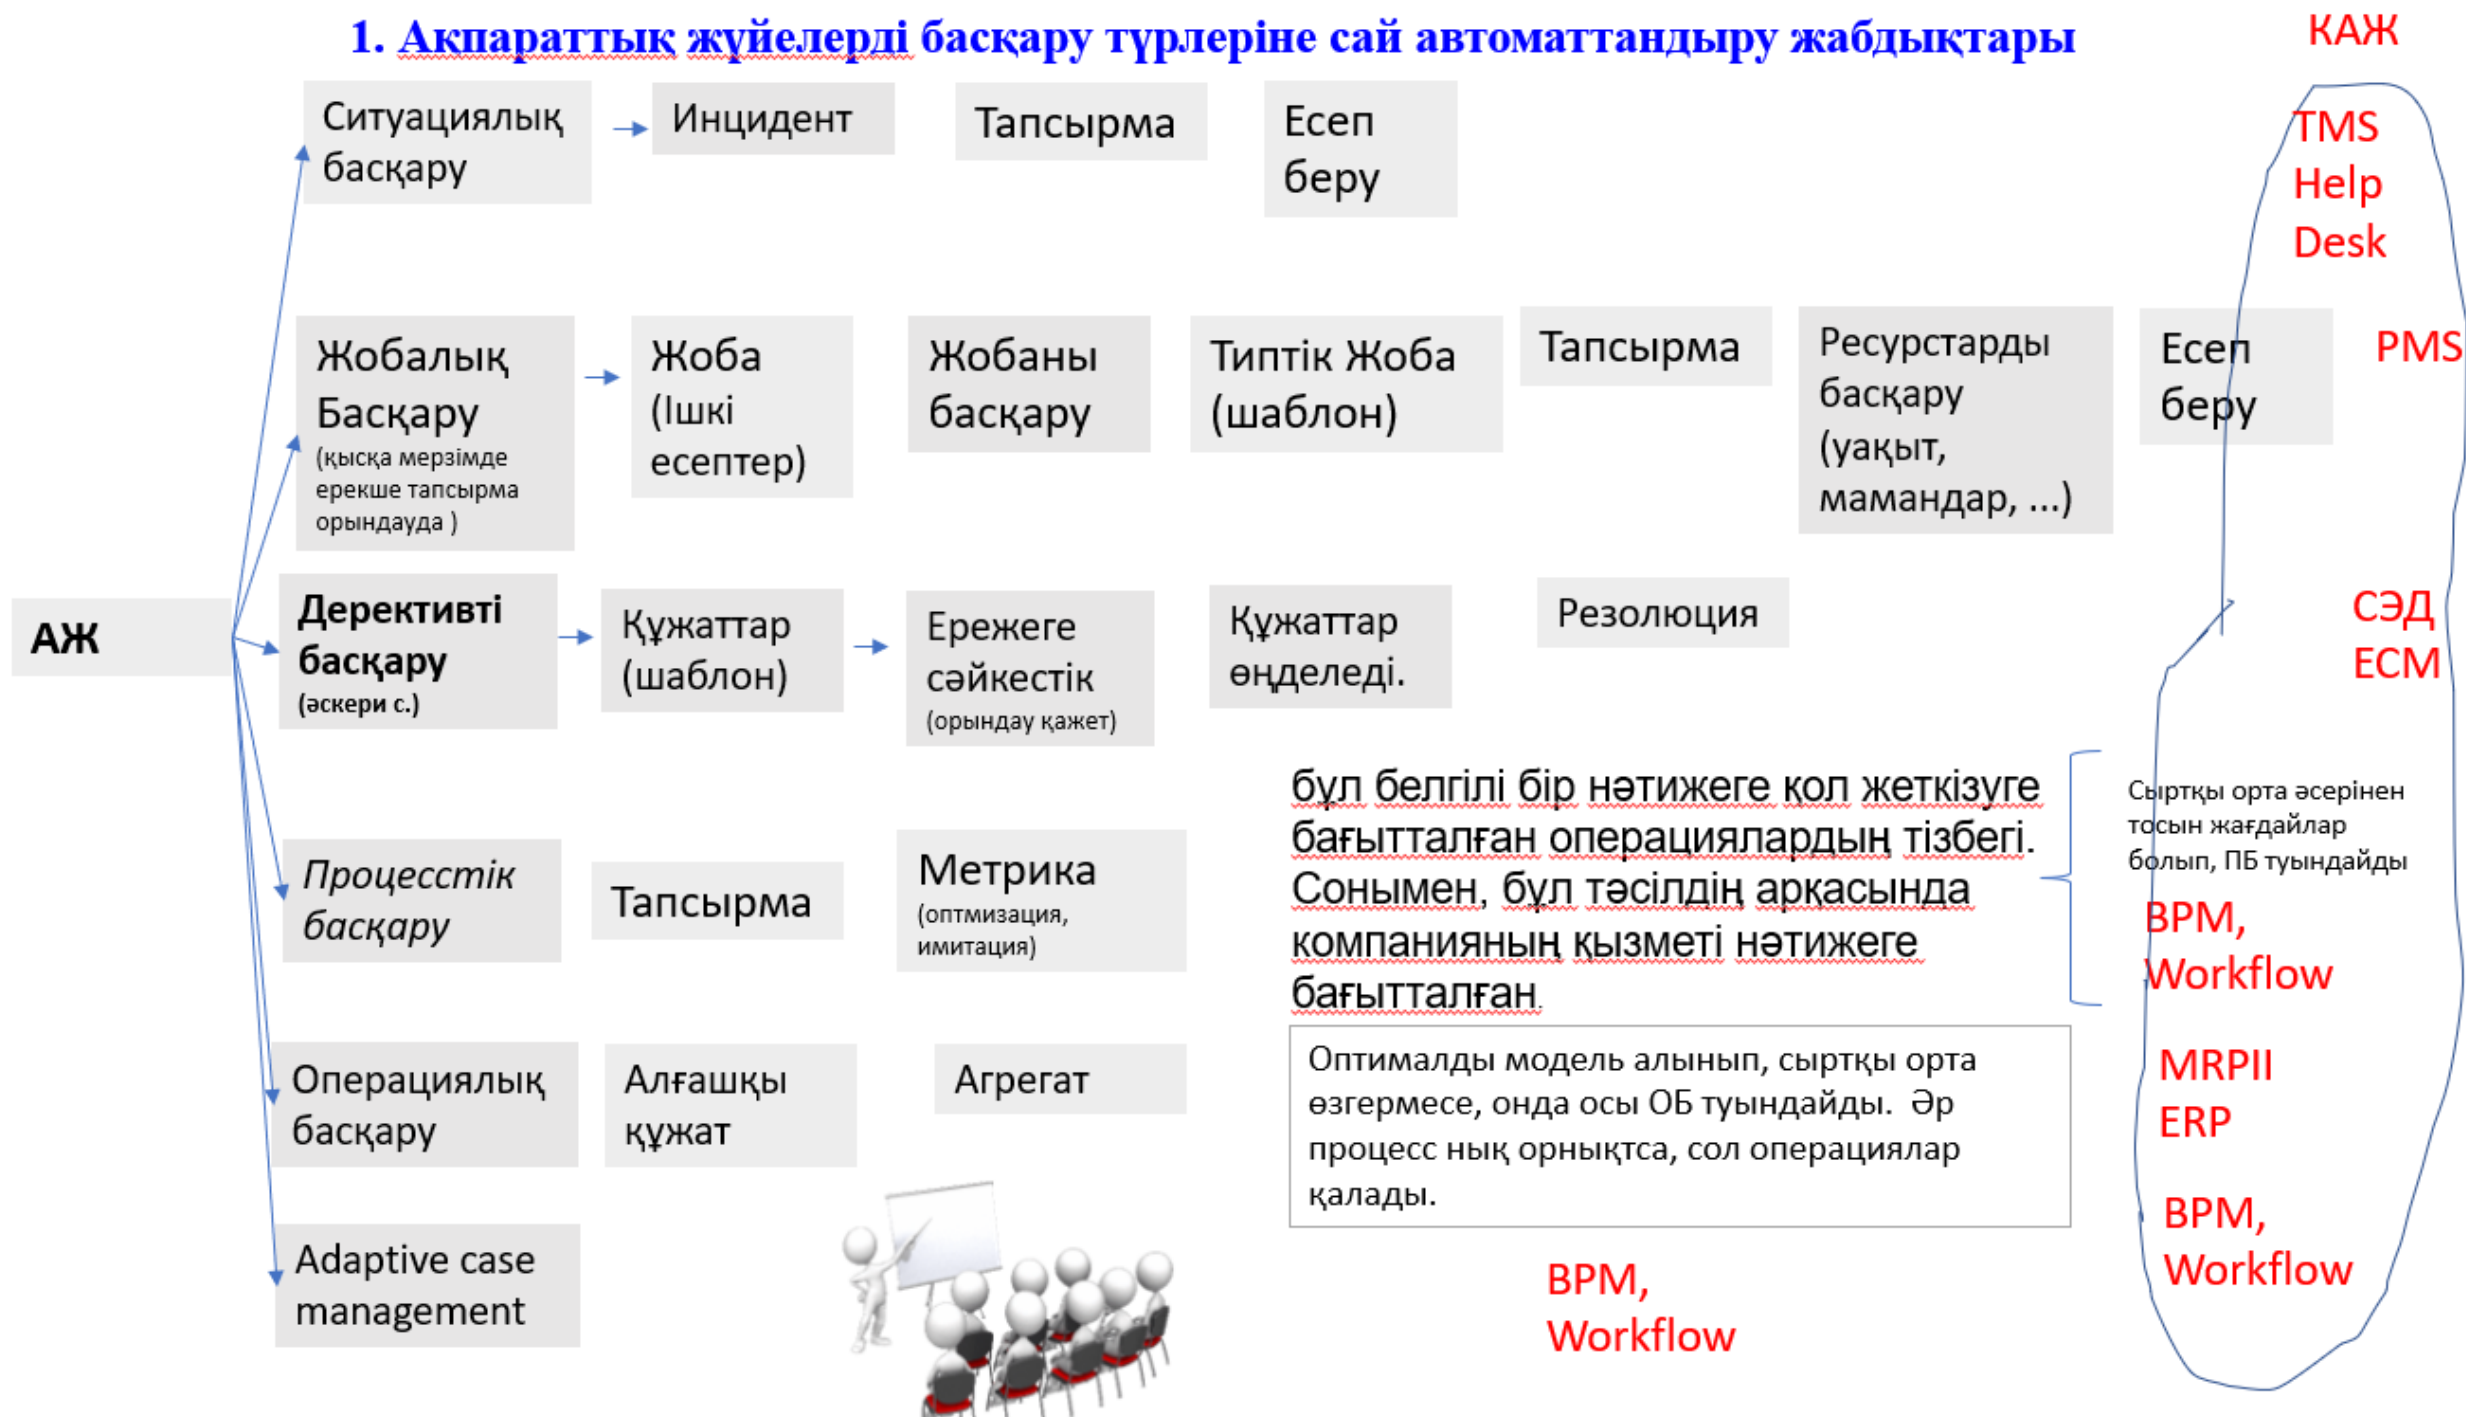 1. Ақпараттық жүйелерді басқару түрлеріне сай автоматтандыру жабдықтары
КАЖ
Ситуациялық
басқару
Инцидент
Тапсырма
Есеп
беру
TMS
Help
Desk
Жобалық
Басқару
(қысқа мерзімде
ерекше тапсырма
орындауда )
Жоба
(Ішкі
есептер)
Жобаны
басқару
Типтік Жоба
(шаблон)
Тапсырма
Ресурстарды
басқару
(уақыт,
мамандар, ...)
Есеп
беру
PMS
АЖ
Дерективті
басқару
(әскери с.)
Құжаттар
(шаблон)
Ережеге
сәйкестік
(орындау қажет)
Құжаттар
өңделеді.
Резолюция
СЭД
ECM
Процесстік
басқару
Тапсырма
Метрика
(оптмизация,
имитация)
бұл белгілі бір нәтижеге қол жеткізуге
бағытталған операциялардың тізбегі.
Сонымен, бұл тәсілдің арқасында
компанияның қызметі нәтижеге
бағытталған.
Сыртқы орта әсерінен
тосын жағдайлар
болып, ПБ туындайды
BPM,
Workflow
Операциялық
басқару
Алғашқы
құжат
Агрегат
Оптималды модель алынып, сыртқы орта
өзгермесе, онда осы ОБ туындайды.  Әр
процесс нық орнықтса, сол операциялар
қалады.
MRPII
ERP
Adaptive case
management
BPM,
Workflow
BPM,
Workflow